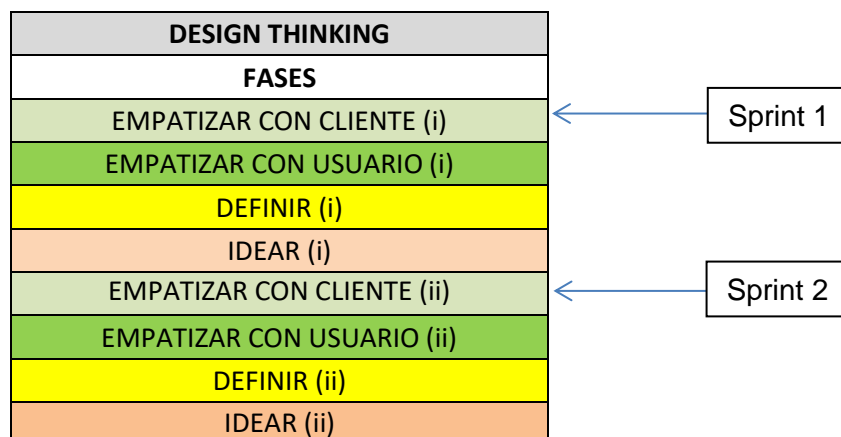 DESIGN THINKING
FASES
EMPATIZAR CON CLIENTE (i)
Sprint 1
EMPATIZAR CON USUARIO (i)
DEFINIR (i)
IDEAR (i)
EMPATIZAR CON CLIENTE (ii)
Sprint 2
EMPATIZAR CON USUARIO (ii)
DEFINIR (ii)
IDEAR (ii)